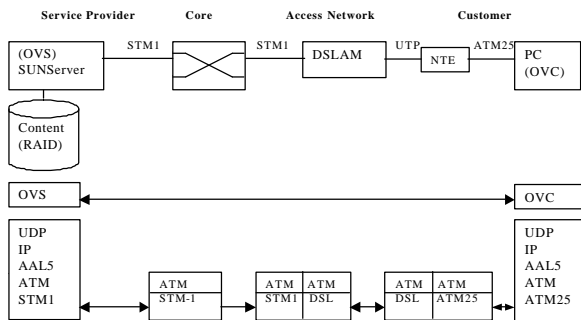 Service Provider Core Access Network Customer
STM1 STM1 UTP ATM25
(OVS)
SUNServer
DSLAM
NTE
PC
(OVC)
Content
(RAID)
OVS OVC
UDP
IP
AAL5
ATM
STM1
ATM
STM-1
ATM ATM
STM1 DSL
ATM ATM
DSL ATM25
UDP
IP
AAL5
ATM
ATM25